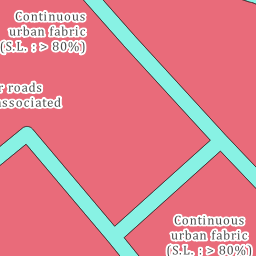 Continuous
urban fabric
(S.L. : > 80%)
r roads
associated
Continuous
urban fabric
(S.L. : > 80%)